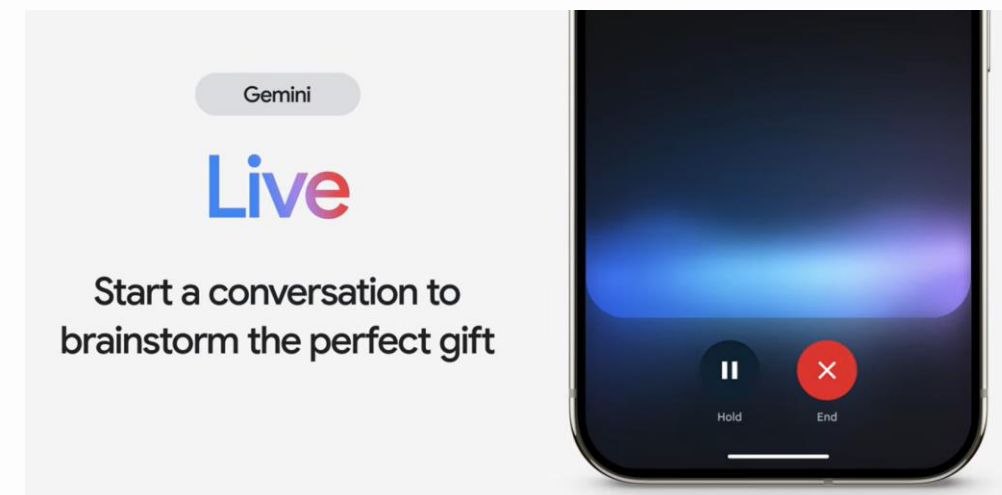 Gemini
Live
Start a conversation to
brainstorm the perfect gift
Hold
End